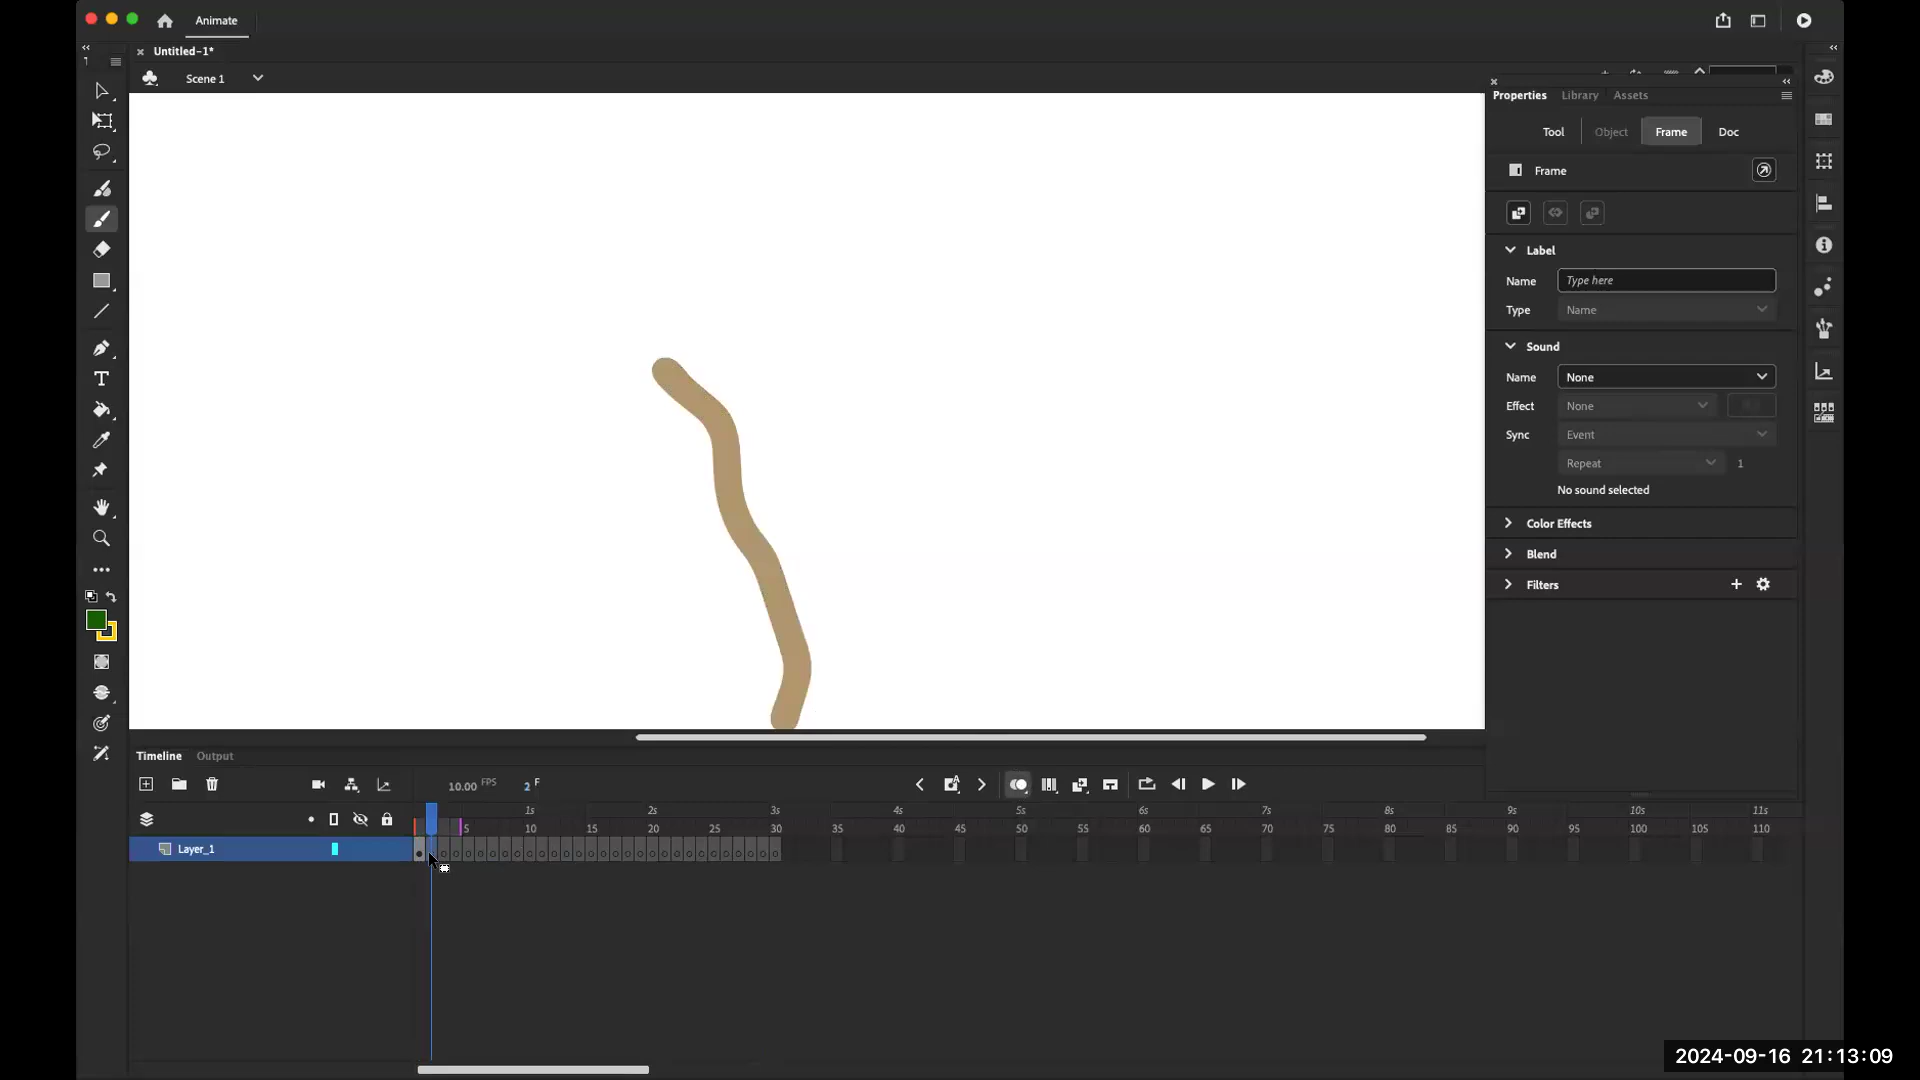 Animate
Untitled-1*
Scene 1
Properties Library Assets
Tool Object Frame Doc
Frame
Label
Name Type here
Type Name
Sound
Name None
Effect None
Sync Event
Repeat 1
No sound selected
Color Effects
Blend
Filters
Timeline Output
10.00 FPS 2 F
1s 2s 3s 4s 5s 6s 7s 8s 9s 10s 11s
5 10 15 20 25 30 35 40 45 50 55 60 65 70 75 80 85 90 95 100 105 110
Layer_1
2024-09-16 21:13:09